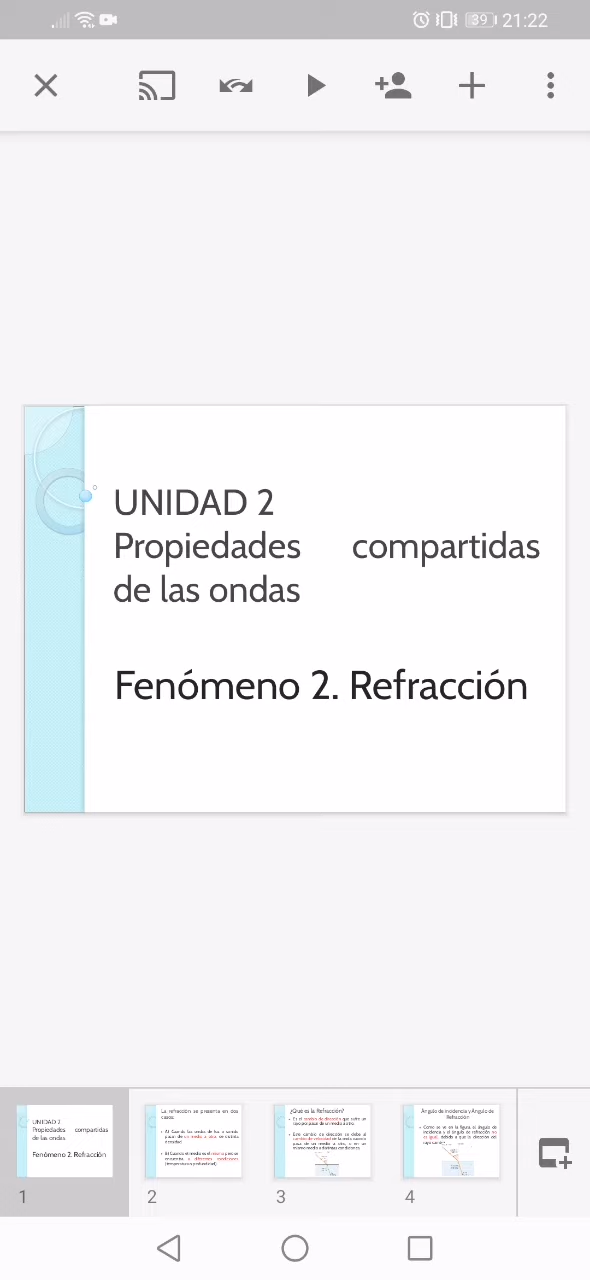 39 21:22
UNIDAD 2
Propiedades compartidas
de las ondas
Fenómeno 2. Refracción
UNIDAD 2
Propiedades compartidas
de las ondas
Fenómeno 2. Refracción
1
La refracción se presenta en dos
casos:
2
¿Qué es la Refracción?
3
Ángulo de incidencia y Ángulo de
Refracción
4